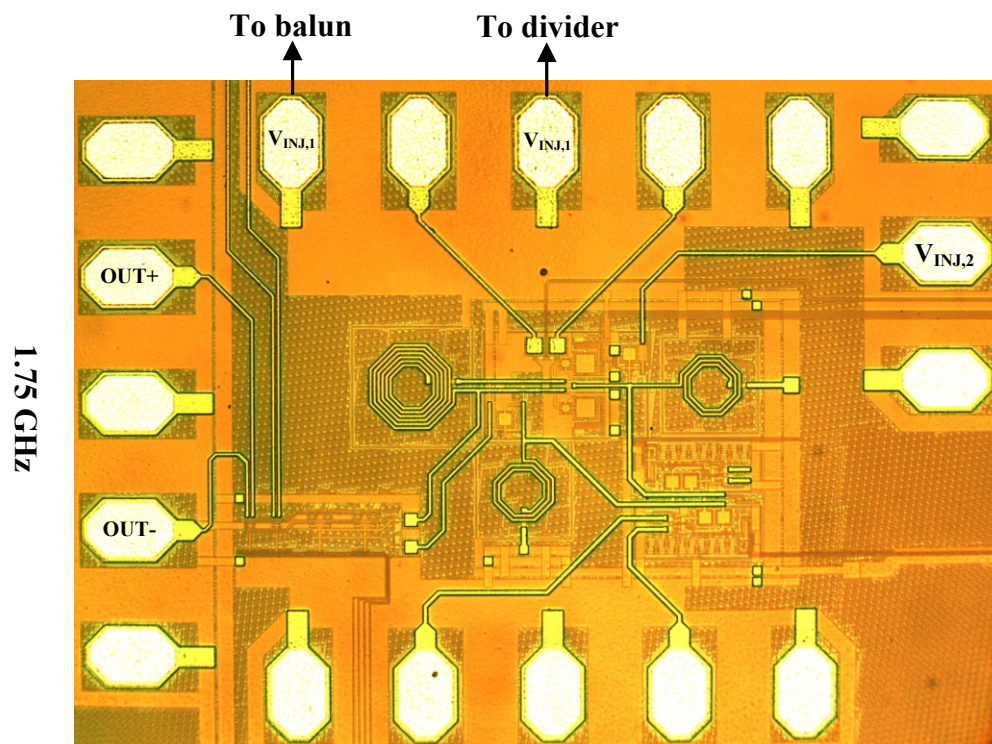 To balun
To divider
V_INJ,1
V_INJ,1
OUT+
V_INJ,2
1.75 GHz
OUT-